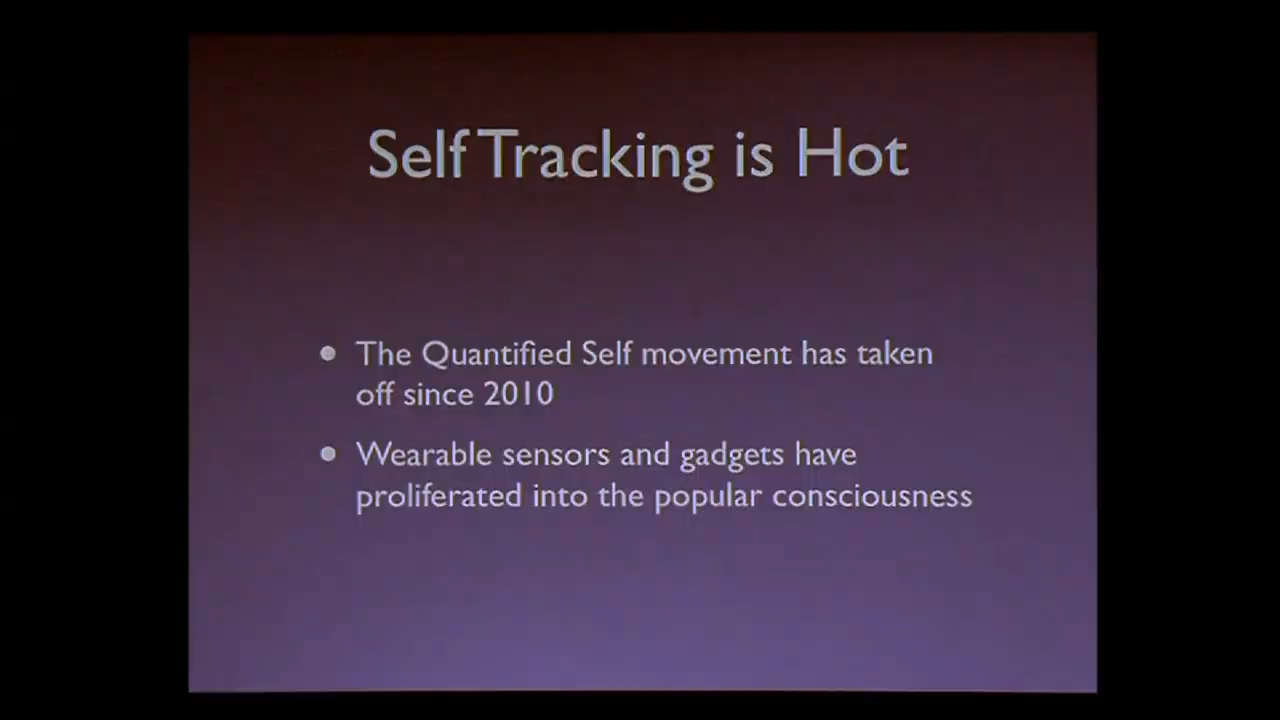 Self Tracking is Hot
• The Quantified Self movement has taken
off since 2010
• Wearable sensors and gadgets have
proliferated into the popular consciousness